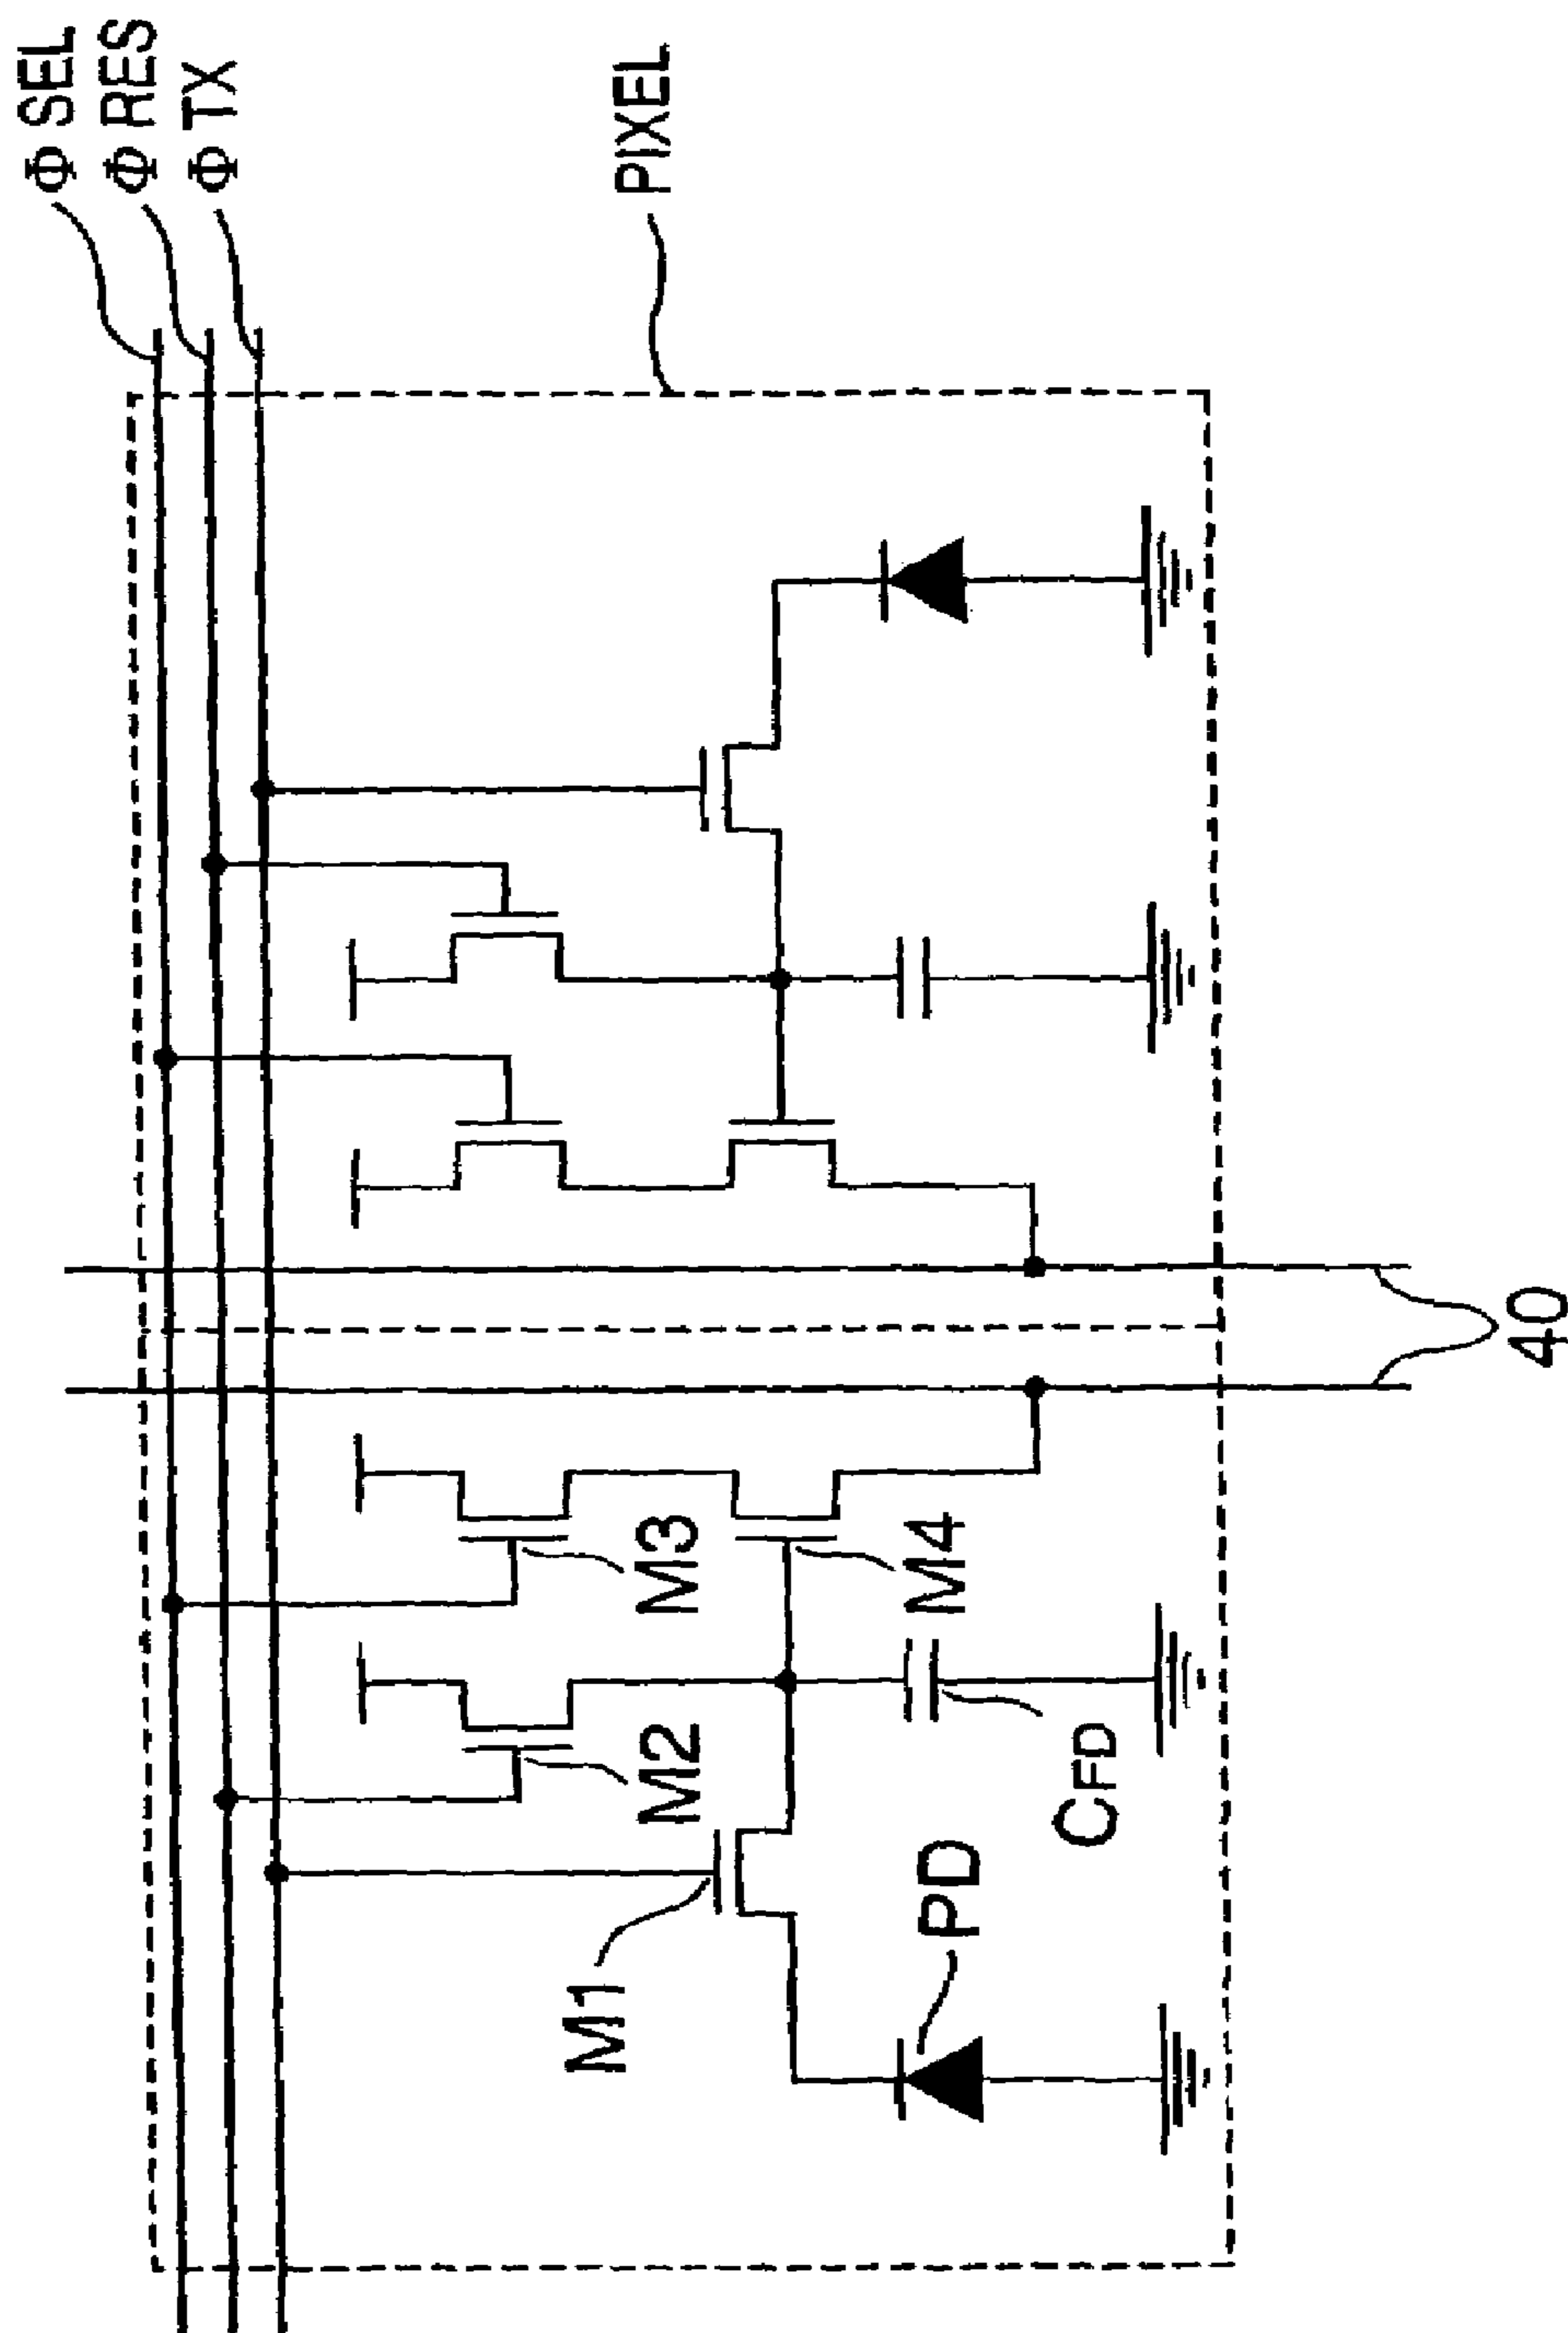 Φ SEL
Φ RES
Φ TX
PIXEL
M3
M2
M1
M4
PD
CFD
40